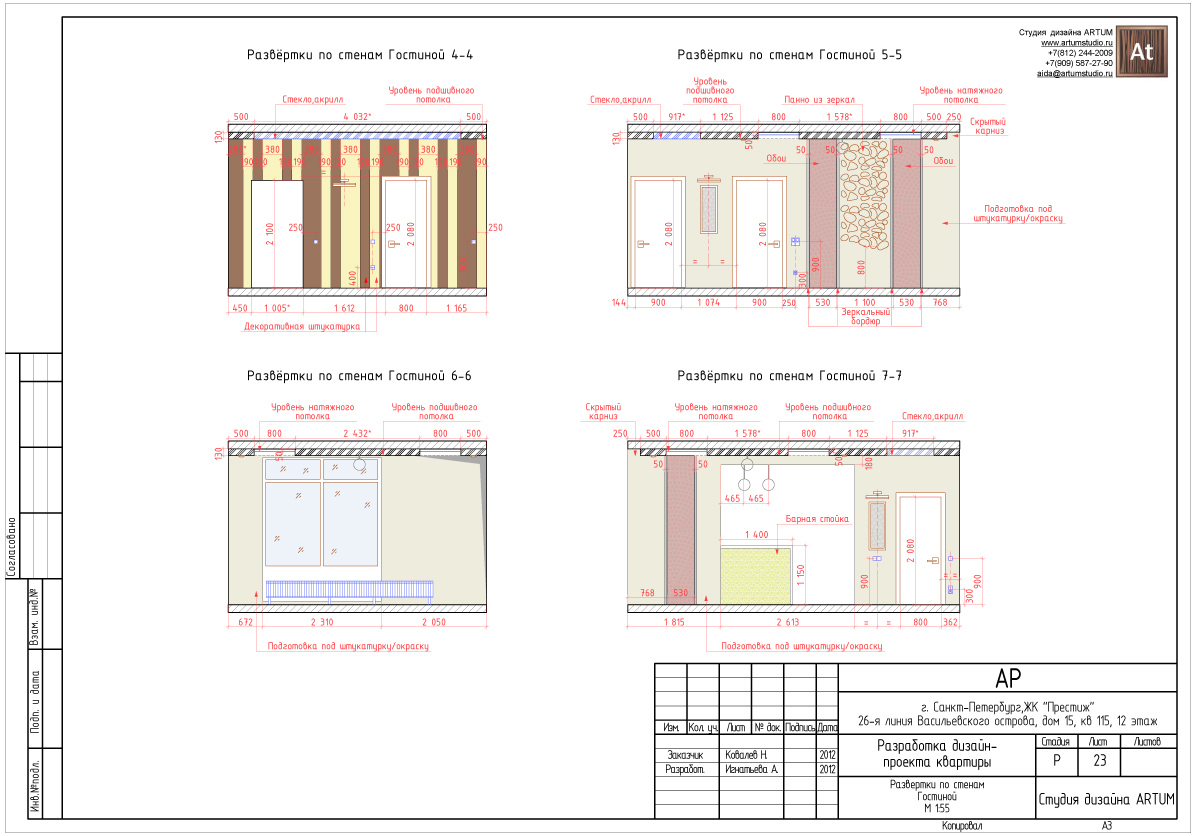 Студия дизайна ARTUM
www.artumstudio.ru
+7(812) 244-2009
+7(909) 587-27-90
aida@artumstudio.ru
At
Развёртки по стенам Гостиной 4-4
Стекло,акрилл
Уровень подшивного
потолка
500
4 032*
500
130
380
380
380
380
190
190
190
250
250
250
2 100
2 080
400
450
1 005*
1 612
800
1 165
Декоративная штукатурка
Развёртки по стенам Гостиной 5-5
Стекло,акрилл
Уровень
подшивного
потолка
Панно из зеркал
Уровень натяжного
потолка
Скрытый
карниз
500
917*
1 125
800
1 578*
800
500
250
130
50
50
50
50
50
Обои
Обои
Подготовка под
штукатурку/окраску
2 080
2 080
=
=
900
300
800
144
900
1 074
900
250
530
1 100
530
768
Зеркальный
бордюр
Развёртки по стенам Гостиной 6-6
Уровень натяжного
потолка
Уровень подшивного
потолка
500
800
2 432*
800
500
130
50
672
2 310
2 050
Подготовка под штукатурку/окраску
Развёртки по стенам Гостиной 7-7
Скрытый
карниз
Уровень натяжного
потолка
Уровень подшивного
потолка
Стекло,акрилл
250
500
800
1 578*
800
1 125
917*
50
50
50
180
465
465
Барная стойка
1 400
1 150
2 080
900
900
300
=
=
768
530
1 815
2 613
=
=
800
362
Подготовка под штукатурку/окраску
Согласовано
Взам. инд.№
Подп. и дата
Инв.№подл.
АР
г. Санкт-Петербург,ЖК "Престиж"
26-я линия Васильевского острова, дом 15, кв 115, 12 этаж
Изм.
Кол. уч.
Лист
№ док.
Подпись
Дата
Заказчик
Ковалев Н.
2012
Разработ.
Игнатьева А.
2012
Разработка дизайн-
проекта квартиры
Стадия
Лист
Листов
Р
23
Развертки по стенам
Гостиной
М 1:55
Студия дизайна ARTUM
Копировал
А3